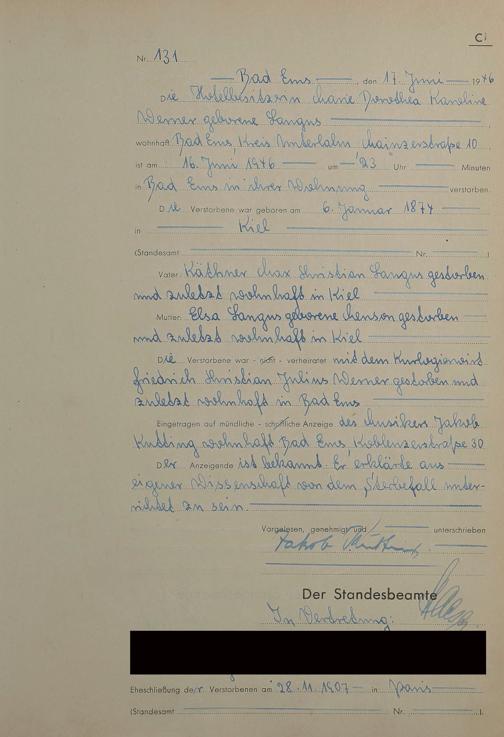 C
Nr. 131
Bad Ems, den 17. Juni 1946
Die Hotelbesitzerin Marie Dorothea Karoline
Werner geborene Langus
wohnhaft Bad Ems, Kreis Unterlahn, Mainzerstraße 10
ist am 16. Juni 1946 um 23 Uhr Minuten
in Bad Ems in ihrer Wohnung verstorben.
Die Verstorbene war geboren am 6. Januar 1874
in Kiel
(Standesamt Nr. )
Vater: Käthner Max Christian Langus gestorben
und zuletzt wohnhaft in Kiel
Mutter: Elsa Langus geborene gestorben
und zuletzt wohnhaft in Kiel
Die Verstorbene war - nicht - verheiratet mit dem
Friedrich Christian Julius Werner gestorben und
zuletzt wohnhaft in Bad Ems
Eingetragen auf mündliche - schriftliche Anzeige des Musikers Jakob
wohnhaft Bad Ems, Koblenzerstraße 30
Der Anzeigende ist bekannt. Er erklärte aus
eigener Wissenschaft von dem Sterbefall unter-
richtet zu sein.
Vorgelesen, genehmigt und unterschrieben
Jakob
Der Standesbeamte
In Vertretung:
Eheschließung der Verstorbenen am 28.11.1907 in Paris
(Standesamt Nr. ).